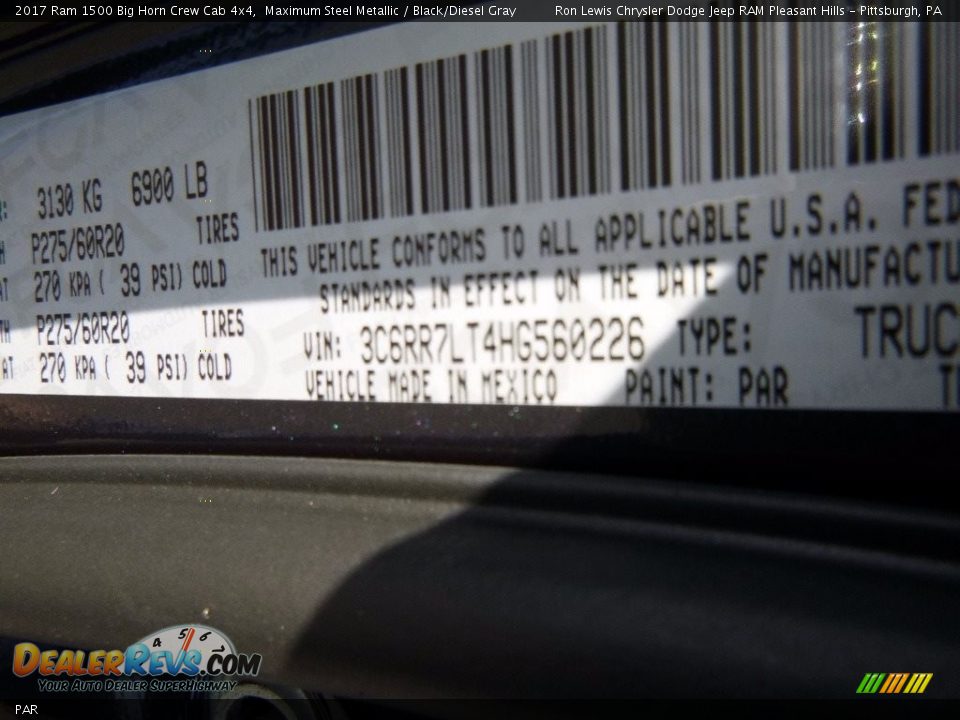 2017 Ram 1500 Big Horn Crew Cab 4x4, Maximum Steel Metallic / Black/Diesel Gray Ron Lewis Chrysler Dodge Jeep RAM Pleasant Hills - Pittsburgh, PA
3130 KG 6900 LB
P275/60R20 TIRES
270 KPA ( 39 PSI) COLD
P275/60R20 TIRES
270 KPA ( 39 PSI) COLD
THIS VEHICLE CONFORMS TO ALL APPLICABLE U.S.A. FED
STANDARDS IN EFFECT ON THE DATE OF MANUFACTU
VIN: 3C6RR7LT4HG560226 TYPE: TRUC
VEHICLE MADE IN MEXICO PAINT: PAR
4 5 6
DEALERREVS.COM
YOUR AUTO DEALER SUPERHIGHWAY
PAR